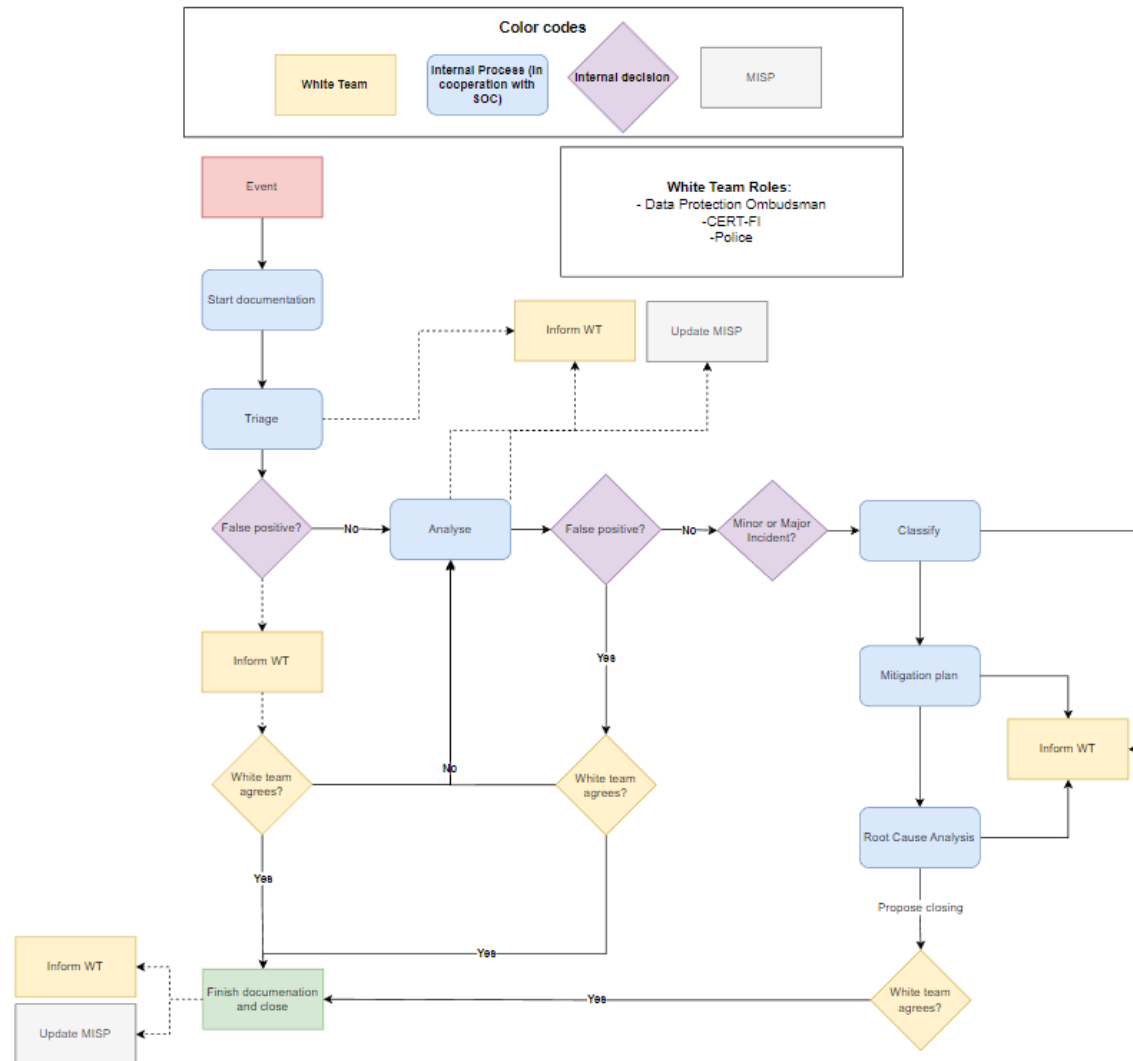 Color codes
White Team
Internal Process (In
cooperation with
SOC)
Internal decision
MISP
White Team Roles:
- Data Protection Ombudsman
-CERT-FI
-Police
Event
Start documentation
Inform WT
Update MISP
Triage
False positive?
No
Analyse
False positive?
No
Minor or Major
Incident?
Classify
Inform WT
Yes
Mitigation plan
Inform WT
White team
agrees?
No
White team
agrees?
Root Cause Analysis
Yes
Propose closing
Yes
Inform WT
Finish documenation
and close
Yes
White team
agrees?
Update MISP